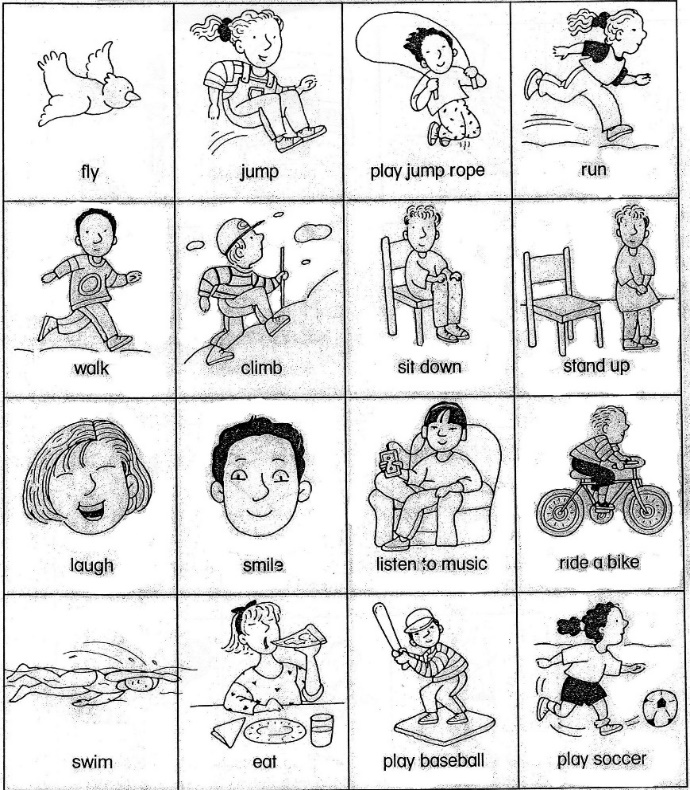 fly
jump
play jump rope
run
walk
climb
sit down
stand up
laugh
smile
listen to music
ride a bike
swim
eat
play baseball
play soccer